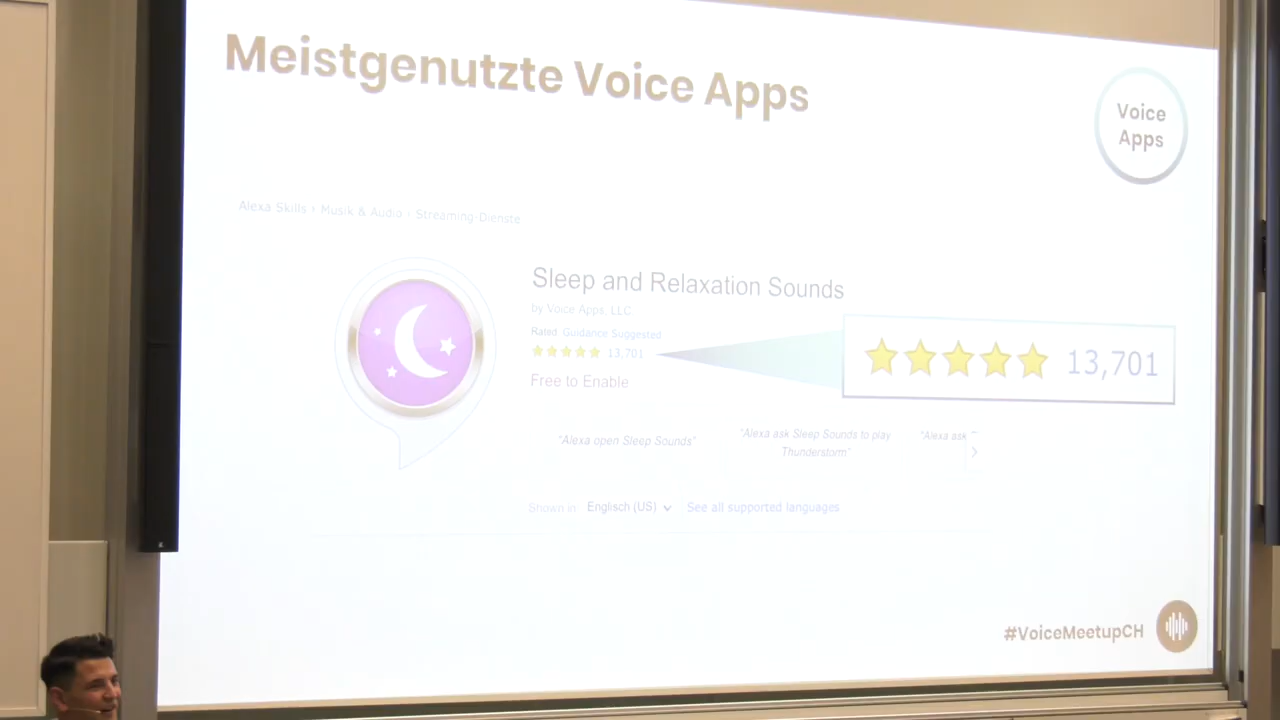 Meistgenutzte Voice Apps
Voice
Apps
Alexa Skills › Musik & Audio › Streaming-Dienste
Sleep and Relaxation Sounds
by Voice Apps, LLC
Rated: Guidance Suggested
13,701
13,701
Free to Enable
"Alexa open Sleep Sounds"
"Alexa ask Sleep Sounds to play
Thunderstorm"
"Alexa ask
Shown in Englisch (US) See all supported languages
#VoiceMeetupCH